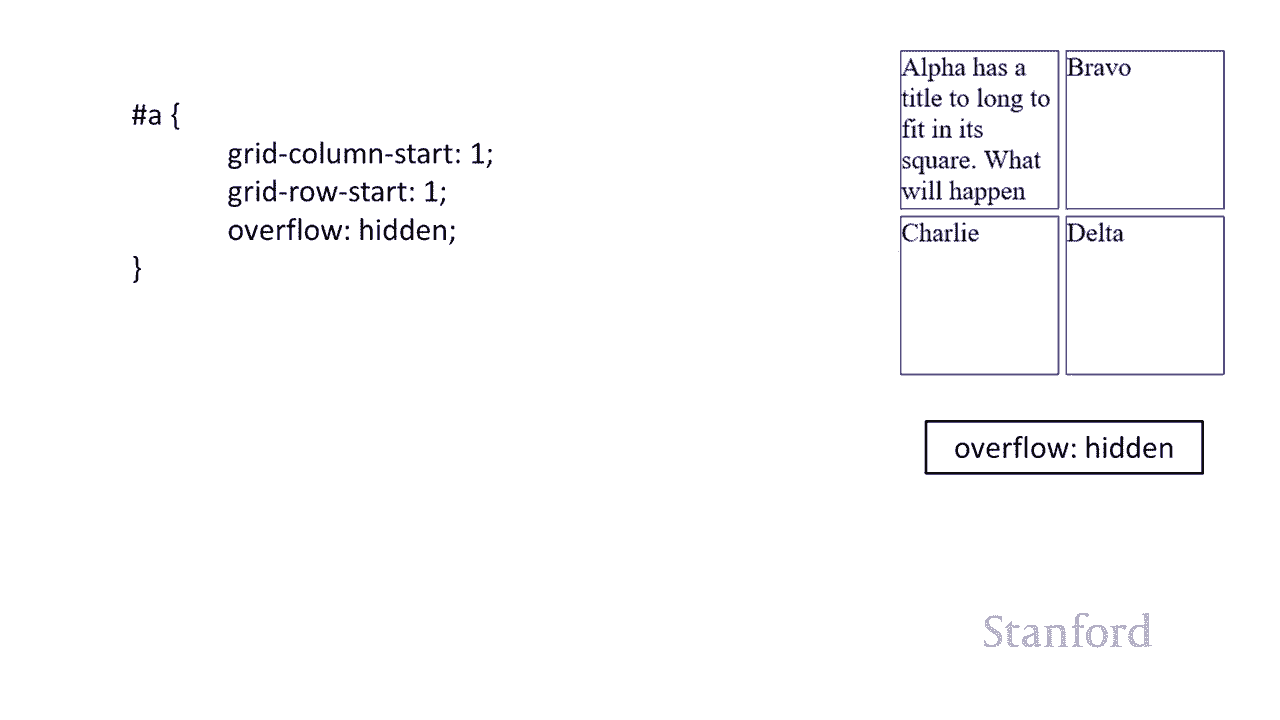 #a {
grid-column-start: 1;
grid-row-start: 1;
overflow: hidden;
}
Alpha has a
title to long to
fit in its
square. What
will happen
Bravo
Charlie
Delta
overflow: hidden
Stanford